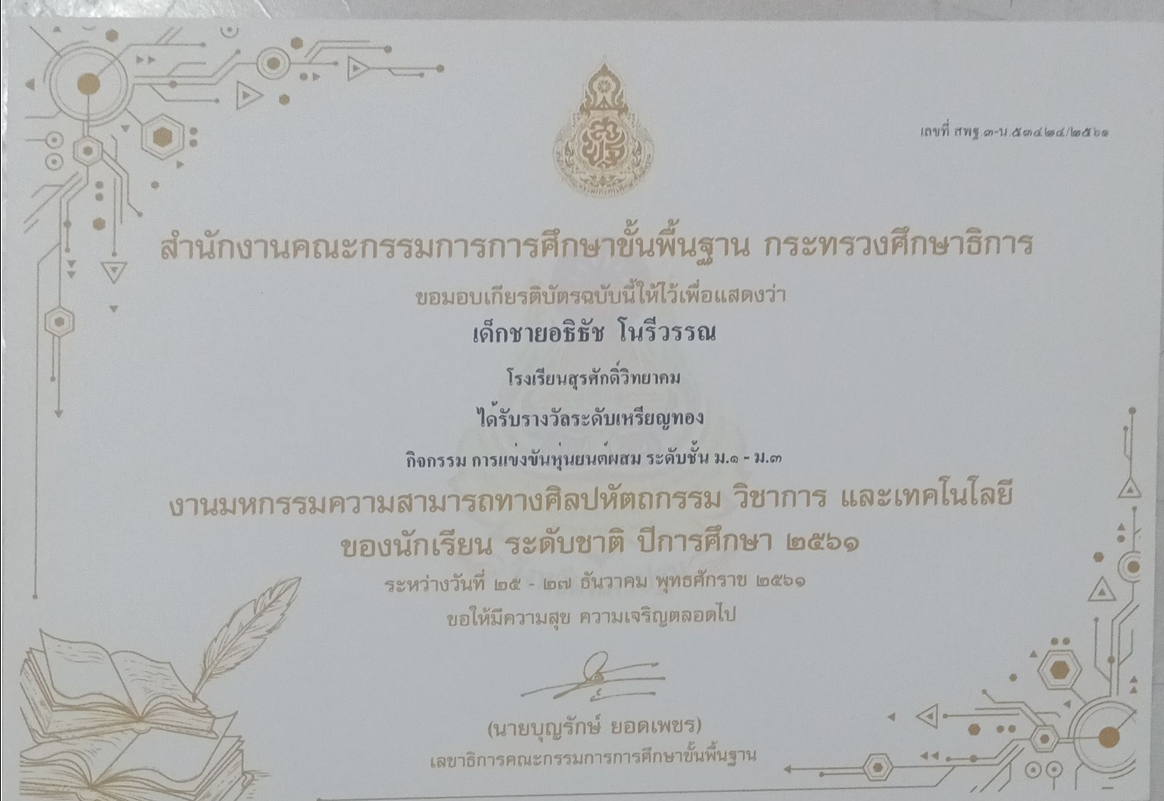 เลขที่ สพฐ.๓-น.๕๓๔๒๔/๒๕๖๑
สำนักงานคณะกรรมการการศึกษาขั้นพื้นฐาน กระทรวงศึกษาธิการ
ขอมอบเกียรติบัตรฉบับนี้ให้ไว้เพื่อแสดงว่า
เด็กชายอธิธัช โนรีวรรณ
โรงเรียนสุรศักดิ์วิทยาคม
ได้รับรางวัลระดับเหรียญทอง
กิจกรรม การแข่งขันหุ่นยนต์ผสม ระดับชั้น ม.๑ - ม.๓
งานมหกรรมความสามารถทางศิลปหัตถกรรม วิชาการ และเทคโนโลยี
ของนักเรียน ระดับชาติ ปีการศึกษา ๒๕๖๑
ระหว่างวันที่ ๒๕ - ๒๗ ธันวาคม พุทธศักราช ๒๕๖๑
ขอให้มีความสุข ความเจริญตลอดไป
(นายบุญรักษ์ ยอดเพชร)
เลขาธิการคณะกรรมการการศึกษาขั้นพื้นฐาน